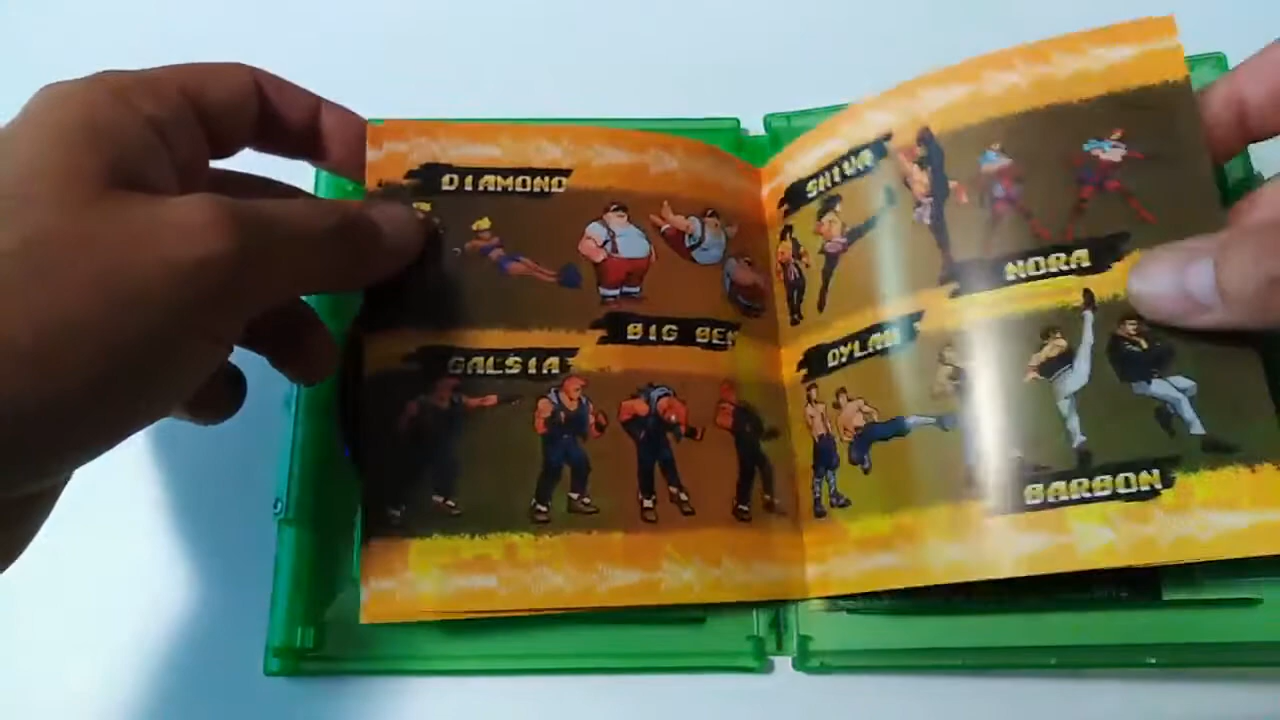 DIAMOND
BIG BEN
GALSIA
SHIVA
NORA
DYLAN
BARBON